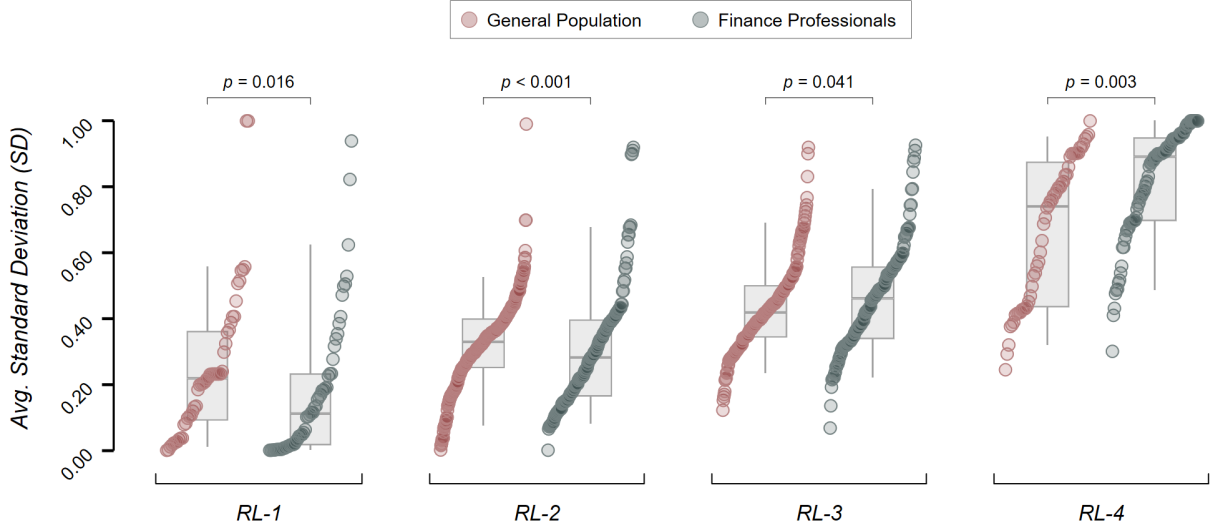 General Population
Finance Professionals
p = 0.016
p < 0.001
p = 0.041
p = 0.003
Avg. Standard Deviation (SD)
1.00
0.80
0.60
0.40
0.20
0.00
RL-1
RL-2
RL-3
RL-4